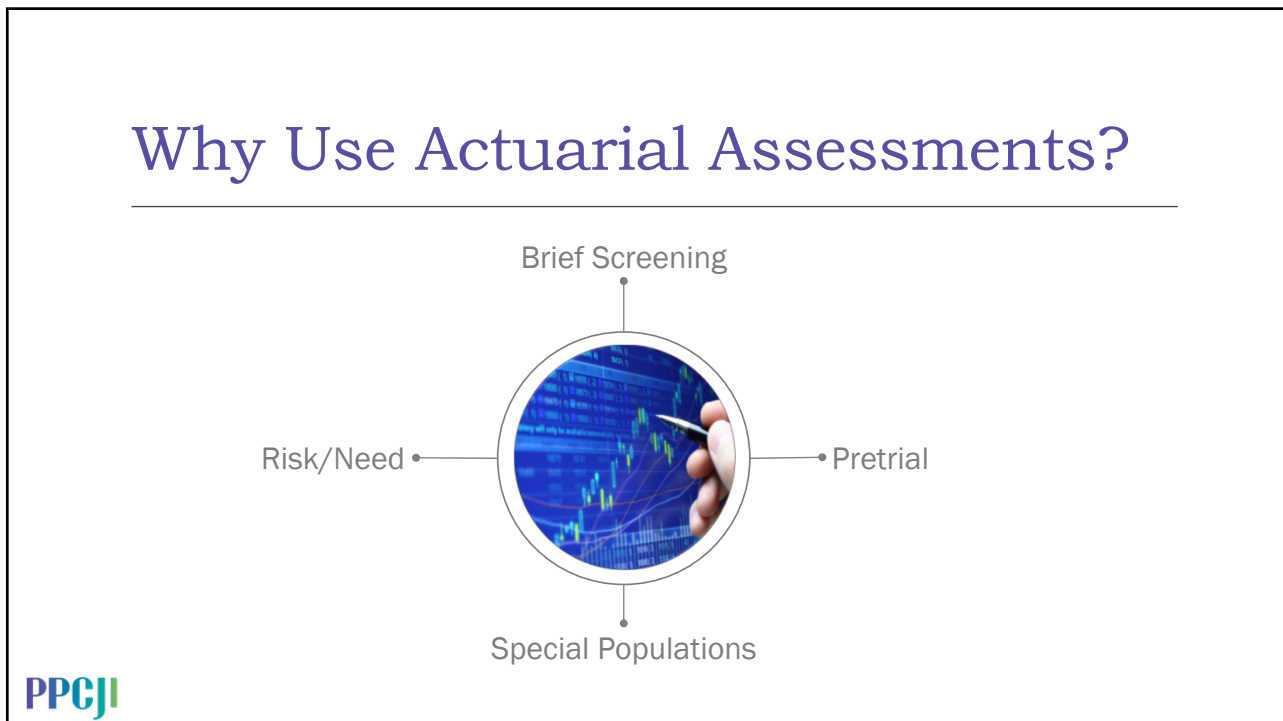 Why Use Actuarial Assessments?
Brief Screening
Risk/Need
Pretrial
Special Populations
PPCJI